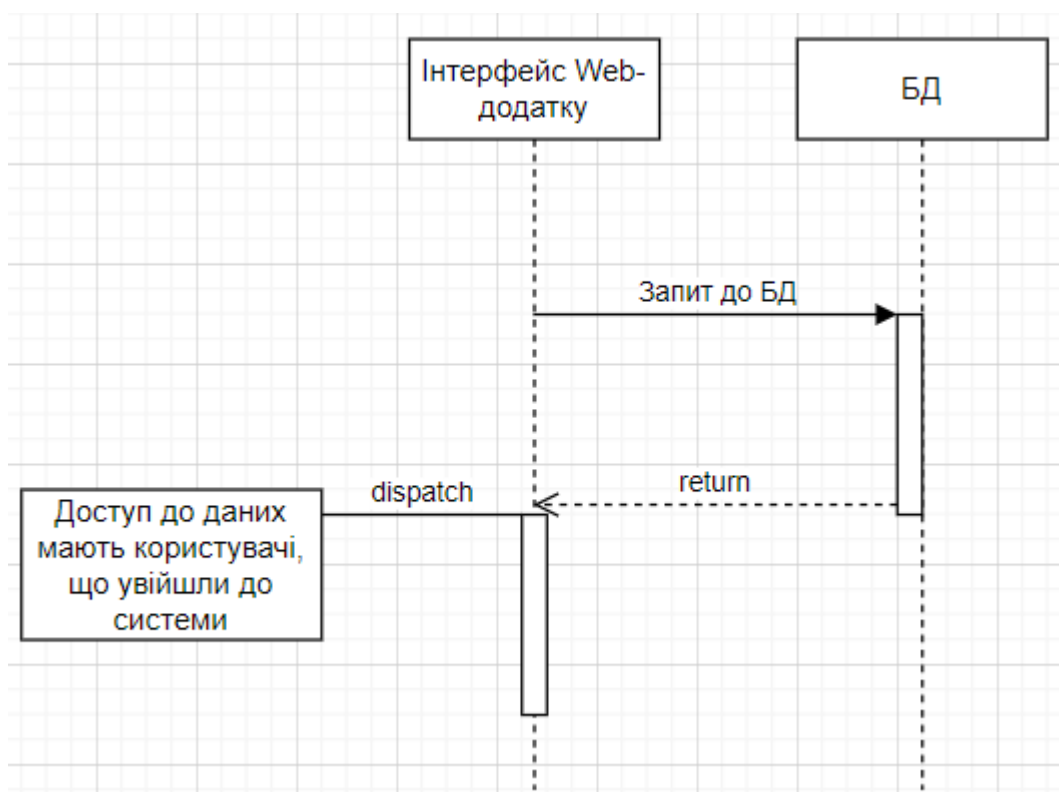 Інтерфейс Web-
додатку
БД
Запит до БД
dispatch
return
Доступ до даних
мають користувачі,
що увійшли до
системи